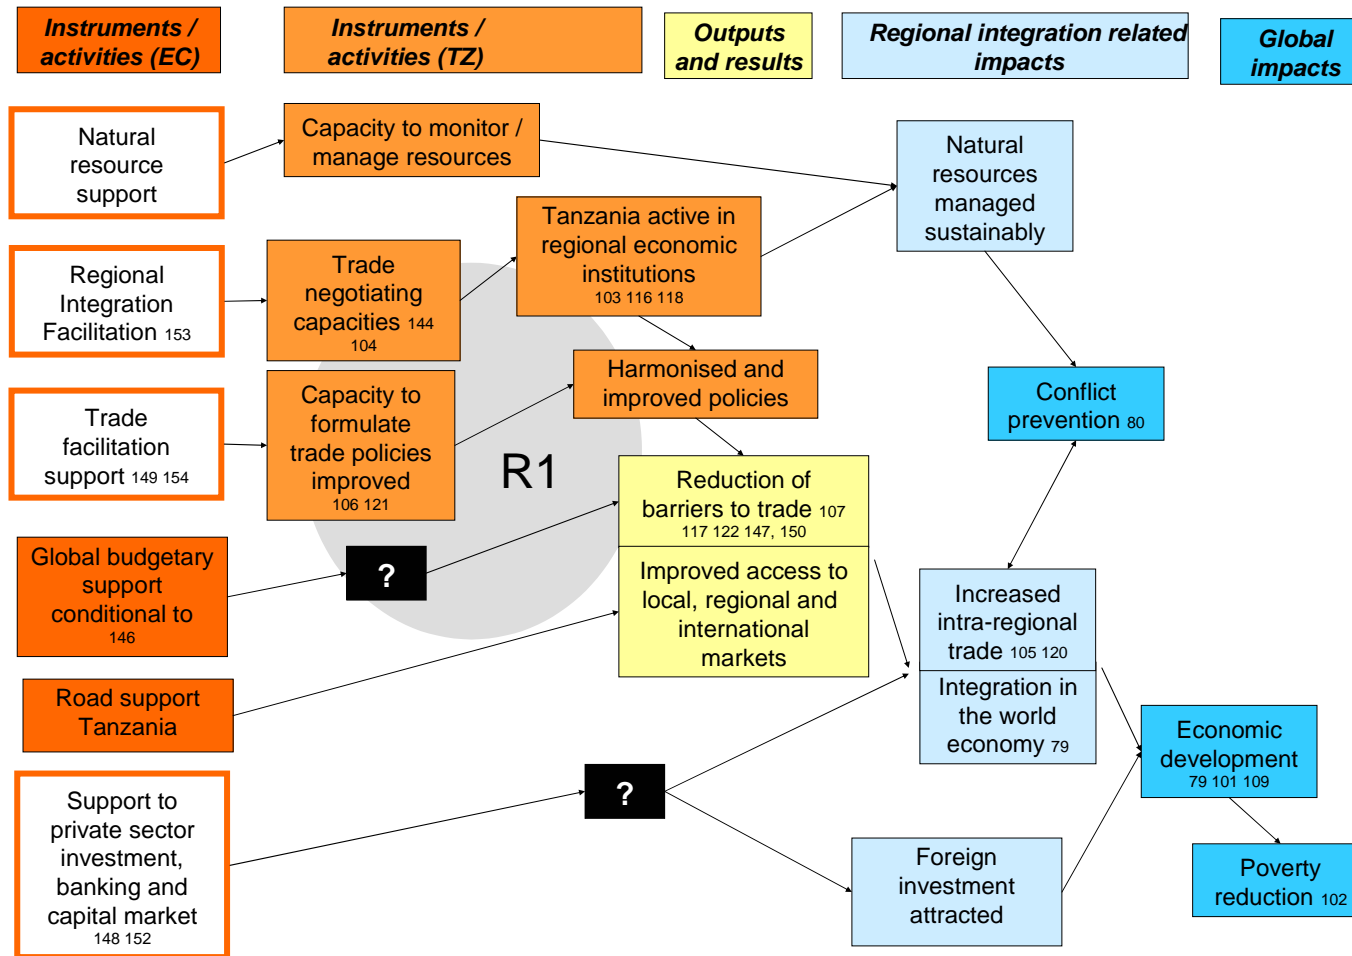 Instruments /
activities (EC)
Instruments /
activities (TZ)
Outputs
and results
Regional integration related
impacts
Global
impacts
Natural
resource
support
Capacity to monitor /
manage resources
Natural
resources
managed
sustainably
Regional
Integration
Facilitation 153
Trade
negotiating
capacities 144
104
Tanzania active in
regional economic
institutions
103 116 118
Harmonised and
improved policies
Conflict
prevention 80
Trade
facilitation
support 149 154
Capacity to
formulate
trade policies
improved
106 121
R1
Reduction of
barriers to trade 107
117 122 147, 150
Global budgetary
support
conditional to
146
?
Improved access to
local, regional and
international
markets
Increased
intra-regional
trade 105 120
Integration in
the world
economy 79
Road support
Tanzania
Economic
development
79 101 109
Support to
private sector
investment,
banking and
capital market
148 152
?
Foreign
investment
attracted
Poverty
reduction 102